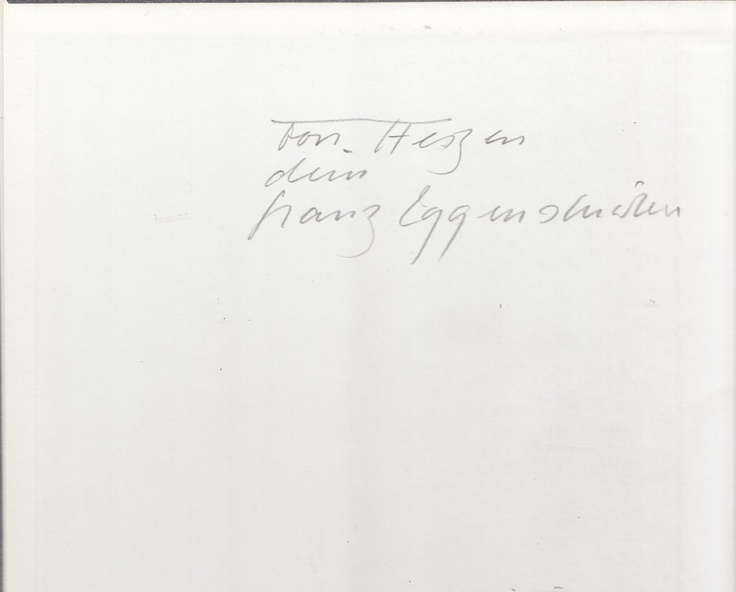 von Herzen
dein
franz Eggenschwiler